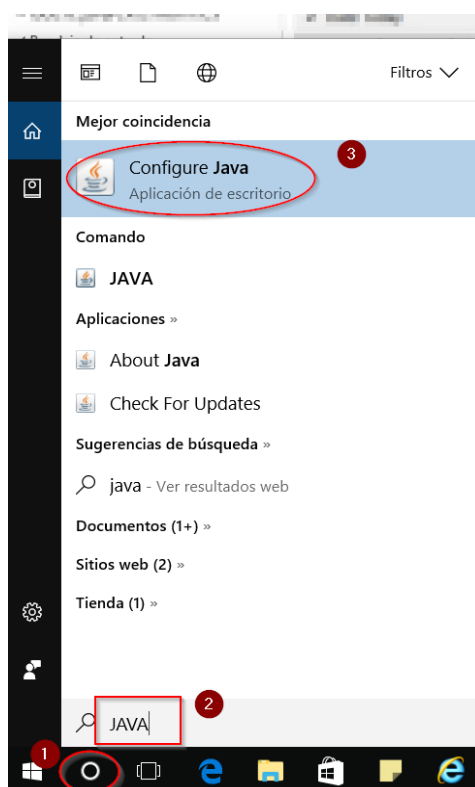 Filtros
Mejor coincidencia
3
Configure Java
Aplicación de escritorio
Comando
JAVA
Aplicaciones »
About Java
Check For Updates
Sugerencias de búsqueda »
java - Ver resultados web
Documentos (1+) »
Sitios web (2) »
Tienda (1) »
2
JAVA
1